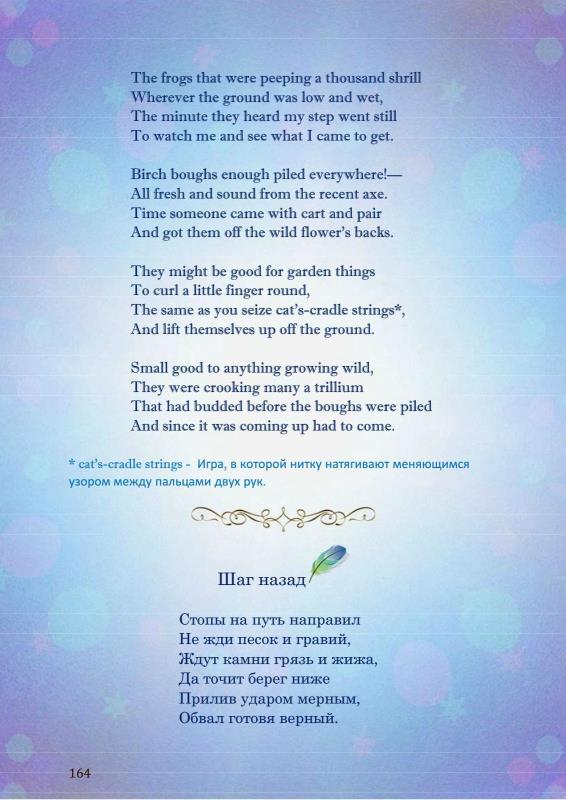 The frogs that were peeping a thousand shrill
Wherever the ground was low and wet,
The minute they heard my step went still
To watch me and see what I came to get.
Birch boughs enough piled everywhere!—
All fresh and sound from the recent axe.
Time someone came with cart and pair
And got them off the wild flower’s backs.
They might be good for garden things
To curl a little finger round,
The same as you seize cat’s-cradle strings*,
And lift themselves up off the ground.
Small good to anything growing wild,
They were crooking many a trillium
That had budded before the boughs were piled
And since it was coming up had to come.
* cat’s-cradle strings - Игра, в которой нитку натягивают меняющимся
узором между пальцами двух рук.
Шаг назад
Стопы на путь направил
Не жди песок и гравий,
Ждут камни грязь и жижа,
Да точит берег ниже
Прилив ударом мерным,
Обвал готовя верный.
164